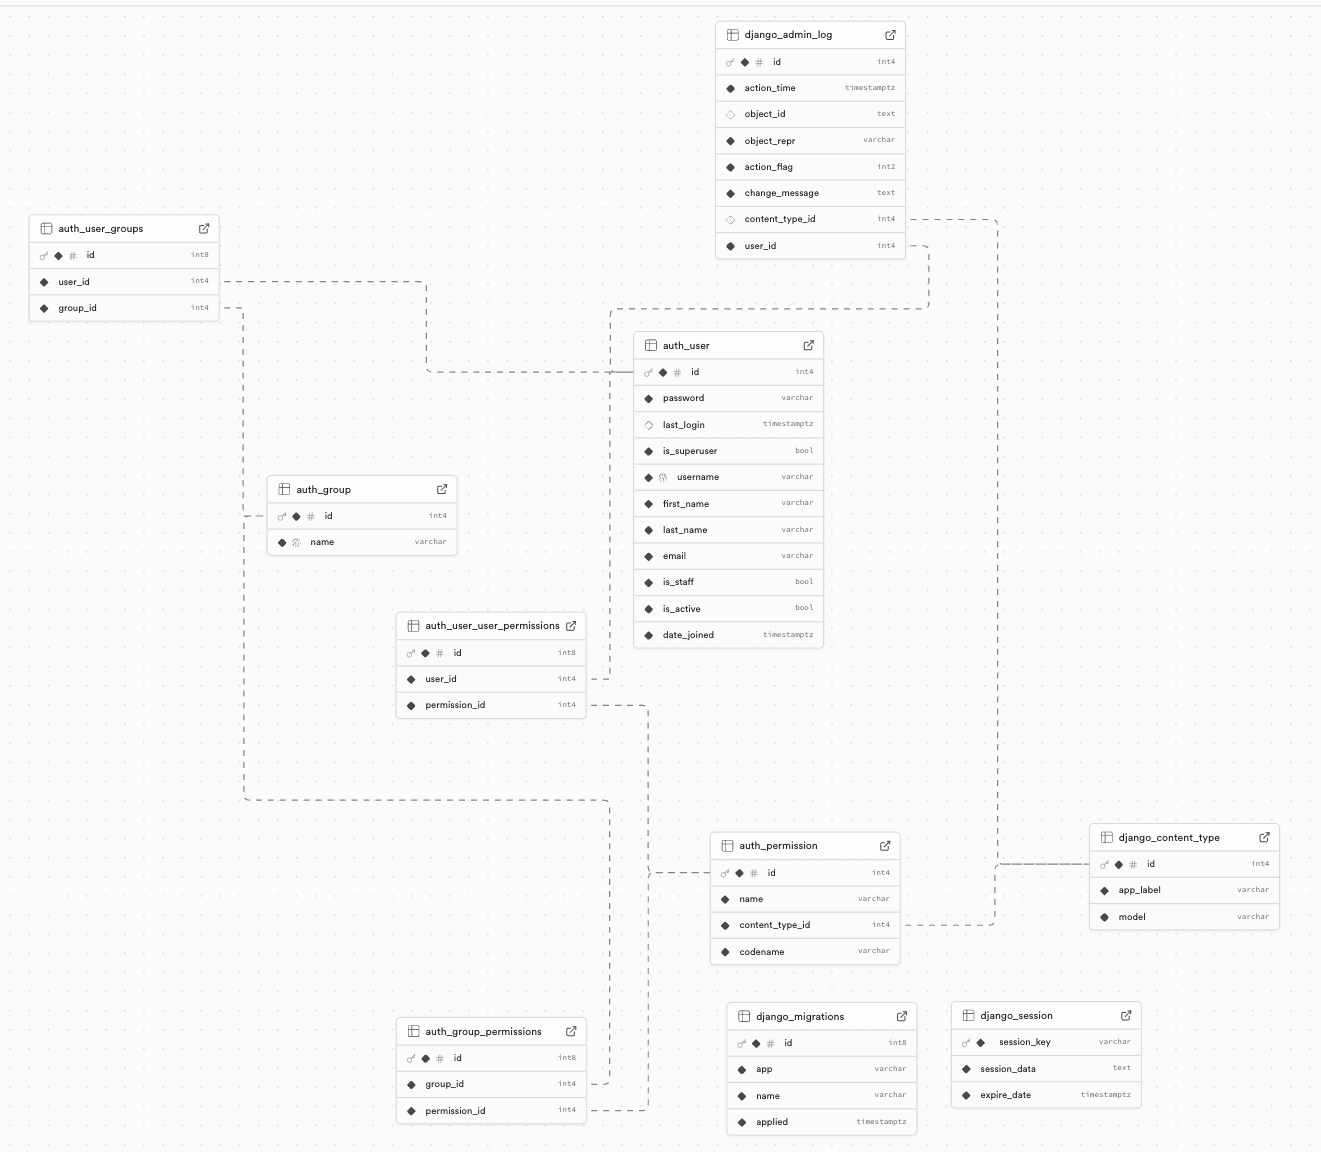 django_admin_log
id int4
action_time timestamptz
object_id text
object_repr varchar
action_flag int2
change_message text
content_type_id int4
user_id int4
auth_user_groups
id int8
user_id int4
group_id int4
auth_user
id int4
password varchar
last_login timestamptz
is_superuser bool
username varchar
first_name varchar
last_name varchar
email varchar
is_staff bool
is_active bool
date_joined timestamptz
auth_group
id int4
name varchar
auth_user_user_permissions
id int8
user_id int4
permission_id int4
auth_permission
id int4
name varchar
content_type_id int4
codename varchar
django_content_type
id int4
app_label varchar
model varchar
auth_group_permissions
id int8
group_id int4
permission_id int4
django_migrations
id int8
app varchar
name varchar
applied timestamptz
django_session
session_key varchar
session_data text
expire_date timestamptz